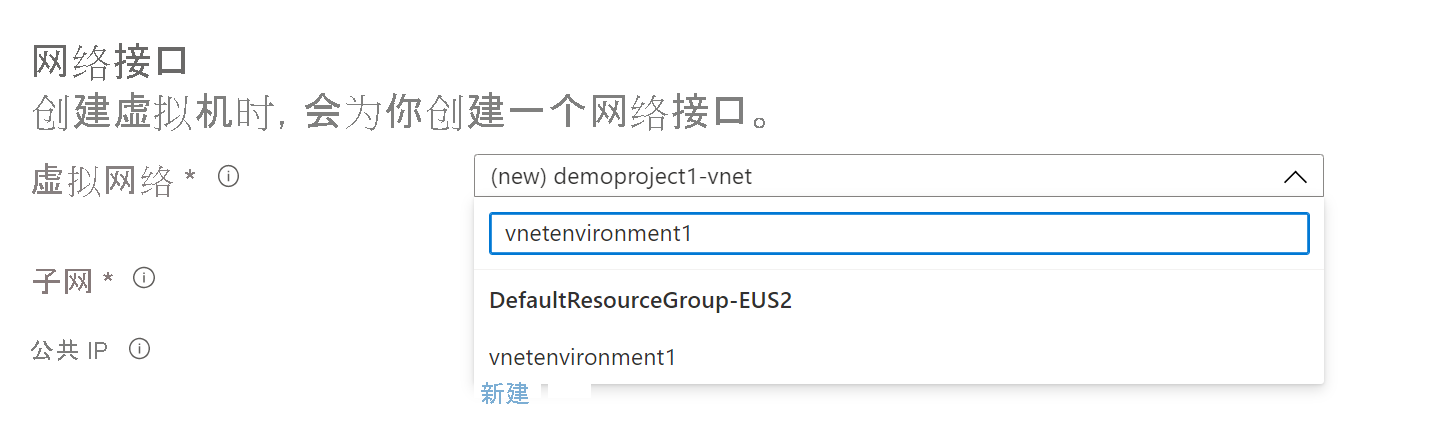 网络接口
创建虚拟机时, 会为你创建一个网络接口。
虚拟网络 *
(new) demoproject1-vnet
vnetenvironment1
子网 *
DefaultResourceGroup-EUS2
公共 IP
vnetenvironment1
新建